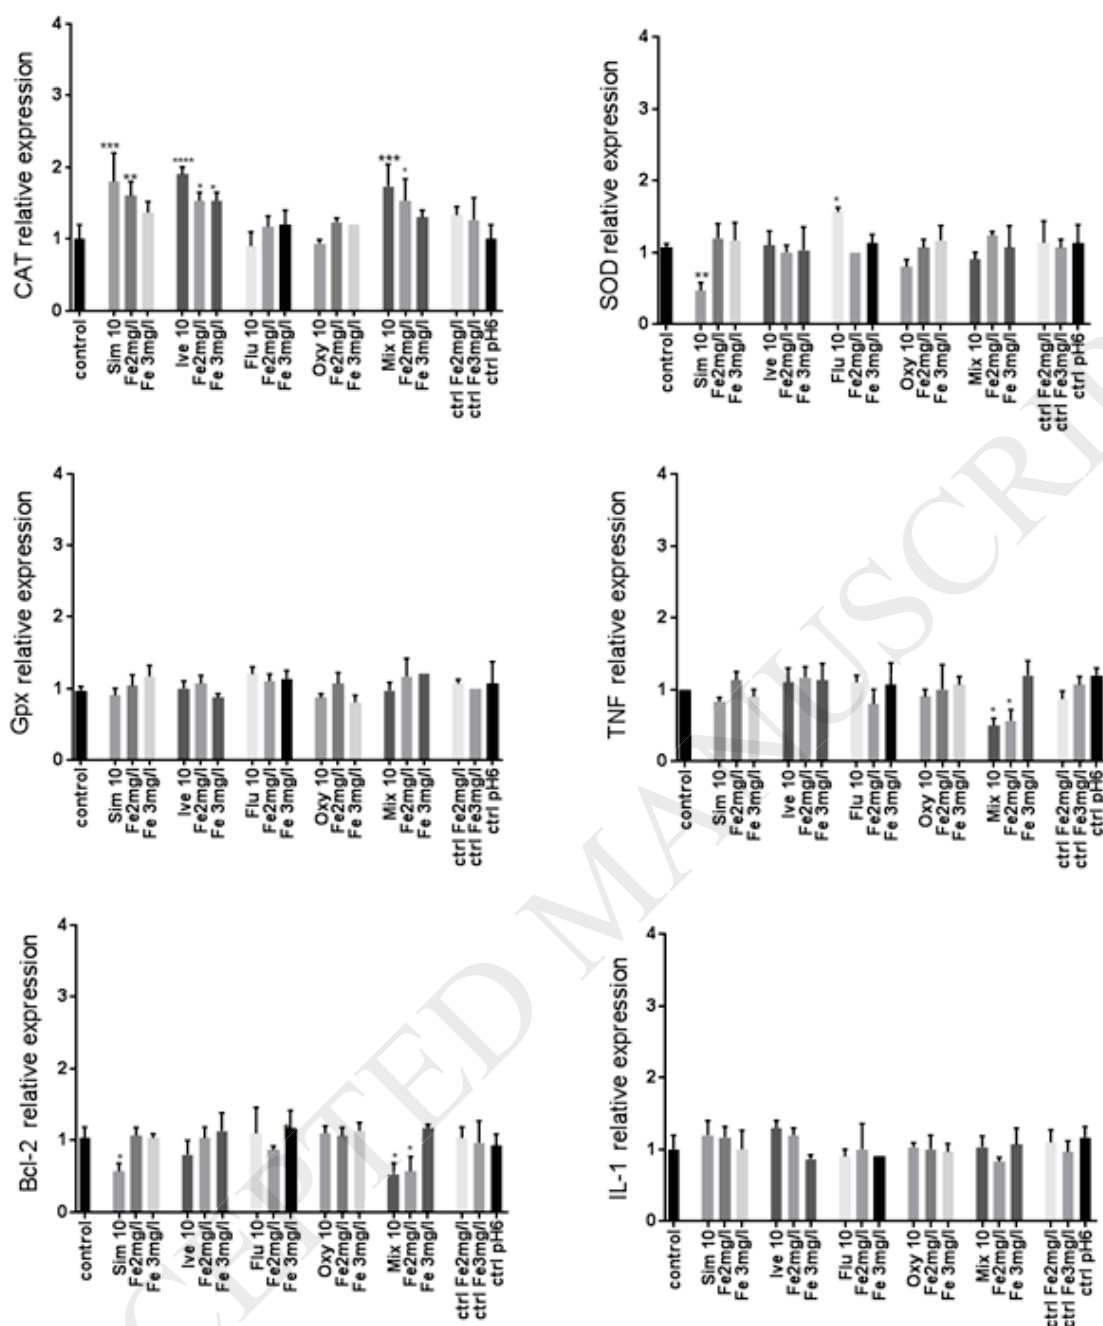 CAT relative expression
4
3
2
1
0
*** ** **** * * *** *
control Sim 10 Fe2mg/l Fe 3mg/l Ive 10 Fe2mg/l Fe 3mg/l Flu 10 Fe2mg/l Fe 3mg/l Oxy 10 Fe2mg/l Fe 3mg/l Mix 10 Fe2mg/l Fe 3mg/l ctrl Fe2mg/l ctrl Fe3mg/l ctrl pH6
SOD relative expression
4
3
2
1
0
** *
control Sim 10 Fe2mg/l Fe 3mg/l Ive 10 Fe2mg/l Fe 3mg/l Flu 10 Fe2mg/l Fe 3mg/l Oxy 10 Fe2mg/l Fe 3mg/l Mix 10 Fe2mg/l Fe 3mg/l ctrl Fe2mg/l ctrl Fe3mg/l ctrl pH6
Gpx relative expression
4
3
2
1
0
control Sim 10 Fe2mg/l Fe 3mg/l Ive 10 Fe2mg/l Fe 3mg/l Flu 10 Fe2mg/l Fe 3mg/l Oxy 10 Fe2mg/l Fe 3mg/l Mix 10 Fe2mg/l Fe 3mg/l ctrl Fe2mg/l ctrl Fe3mg/l ctrl pH6
TNF relative expression
4
3
2
1
0
* *
control Sim 10 Fe2mg/l Fe 3mg/l Ive 10 Fe2mg/l Fe 3mg/l Flu 10 Fe2mg/l Fe 3mg/l Oxy 10 Fe2mg/l Fe 3mg/l Mix 10 Fe2mg/l Fe 3mg/l ctrl Fe2mg/l ctrl Fe3mg/l ctrl pH6
Bcl-2 relative expression
4
3
2
1
0
* * *
control Sim 10 Fe2mg/l Fe 3mg/l Ive 10 Fe2mg/l Fe 3mg/l Flu 10 Fe2mg/l Fe 3mg/l Oxy 10 Fe2mg/l Fe 3mg/l Mix 10 Fe2mg/l Fe 3mg/l ctrl Fe2mg/l ctrl Fe3mg/l ctrl pH6
IL-1 relative expression
4
3
2
1
0
control Sim 10 Fe2mg/l Fe 3mg/l Ive 10 Fe2mg/l Fe 3mg/l Flu 10 Fe2mg/l Fe 3mg/l Oxy 10 Fe2mg/l Fe 3mg/l Mix 10 Fe2mg/l Fe 3mg/l ctrl Fe2mg/l ctrl Fe3mg/l ctrl pH6
CEPTED MANUSCRI